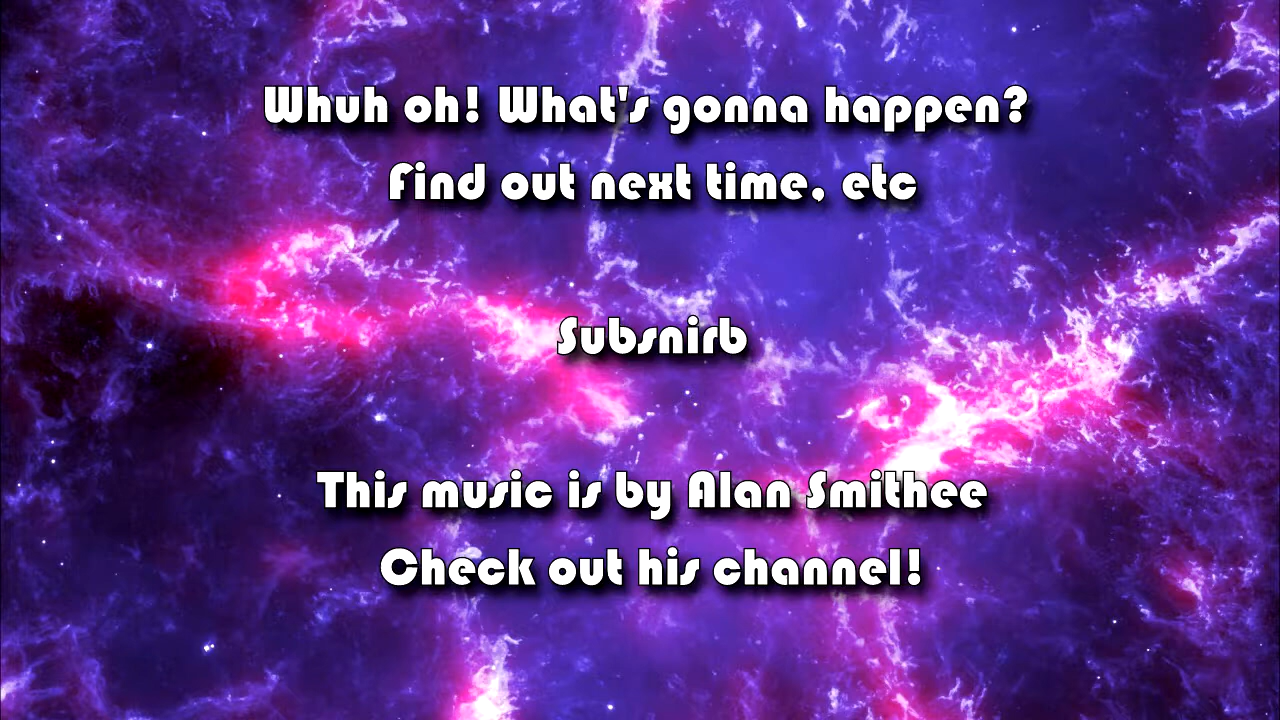 Whuh oh! What's gonna happen?
Find out next time, etc
Subsnirb
This music is by Alan Smithee
Check out his channel!